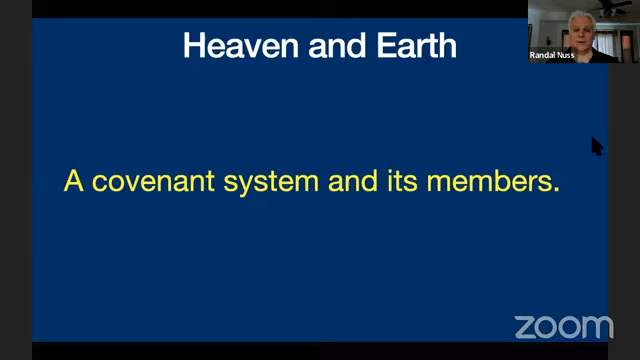 Heaven and Earth
Randal Nuss
A covenant system and its members.
zoom